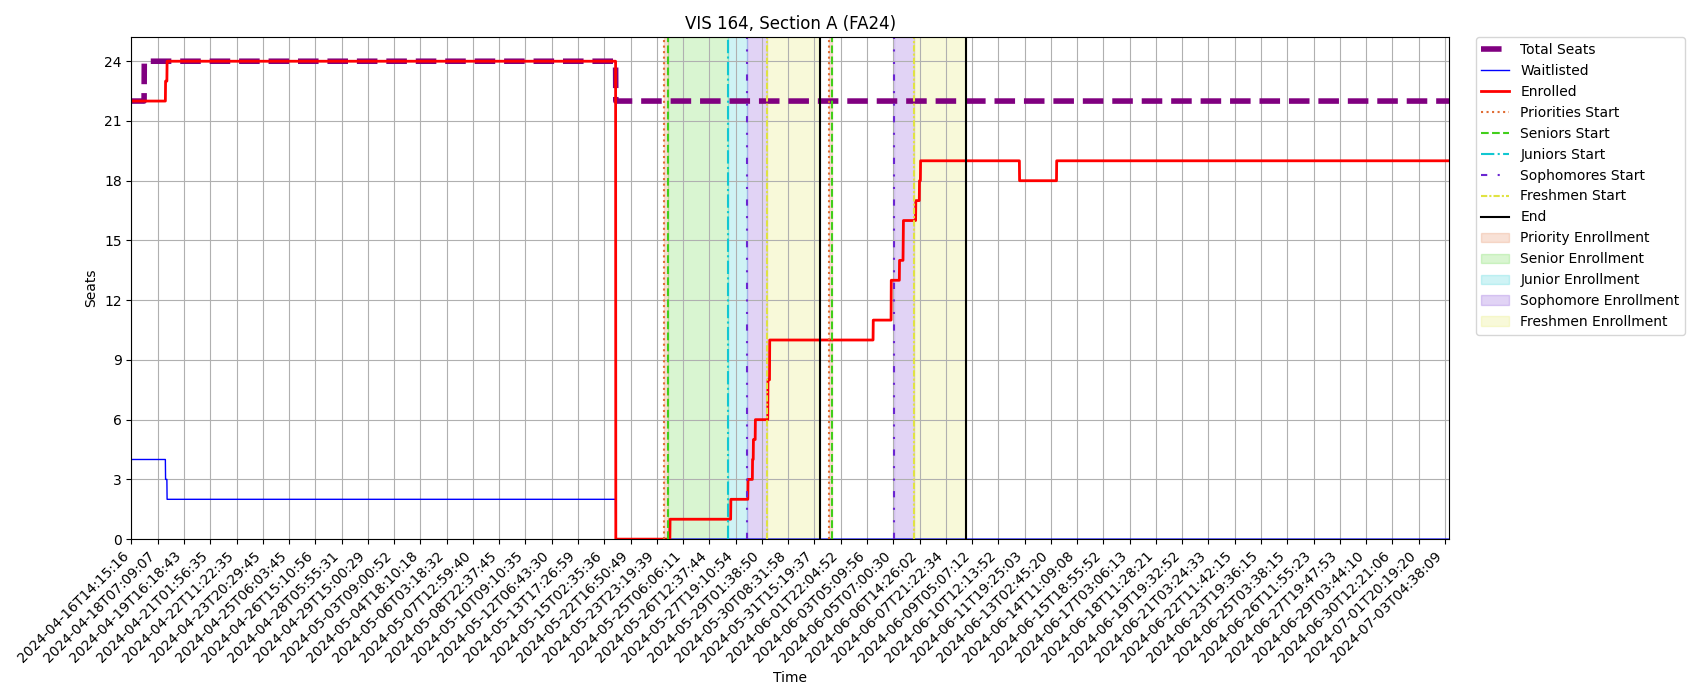 VIS 164, Section A (FA24)
Seats
24
21
18
15
12
9
6
3
0
2024-04-16T14:15:16
2024-04-18T07:09:07
2024-04-19T16:18:43
2024-04-21T01:56:35
2024-04-22T11:22:35
2024-04-23T20:29:45
2024-04-25T06:03:45
2024-04-26T15:10:56
2024-04-28T05:55:31
2024-04-29T15:00:29
2024-05-03T09:00:52
2024-05-04T18:10:18
2024-05-06T03:18:32
2024-05-07T12:59:40
2024-05-08T22:37:45
2024-05-10T09:10:35
2024-05-12T06:43:30
2024-05-13T17:26:59
2024-05-15T02:35:36
2024-05-22T16:50:49
2024-05-23T23:19:39
2024-05-25T06:06:11
2024-05-26T12:37:44
2024-05-27T19:10:54
2024-05-29T01:38:50
2024-05-30T08:31:58
2024-05-31T15:19:37
2024-06-01T22:04:52
2024-06-03T05:09:56
2024-06-05T07:00:30
2024-06-06T14:26:02
2024-06-07T21:22:34
2024-06-09T05:07:12
2024-06-10T12:13:52
2024-06-11T19:25:03
2024-06-13T02:45:20
2024-06-14T11:09:08
2024-06-15T18:55:52
2024-06-17T03:06:13
2024-06-18T11:28:21
2024-06-19T19:32:52
2024-06-21T03:24:33
2024-06-22T11:42:15
2024-06-23T19:36:15
2024-06-25T03:38:15
2024-06-26T11:55:23
2024-06-27T19:47:53
2024-06-29T03:44:10
2024-06-30T12:21:06
2024-07-01T20:19:20
2024-07-03T04:38:09
Time
Total Seats
Waitlisted
Enrolled
Priorities Start
Seniors Start
Juniors Start
Sophomores Start
Freshmen Start
End
Priority Enrollment
Senior Enrollment
Junior Enrollment
Sophomore Enrollment
Freshmen Enrollment